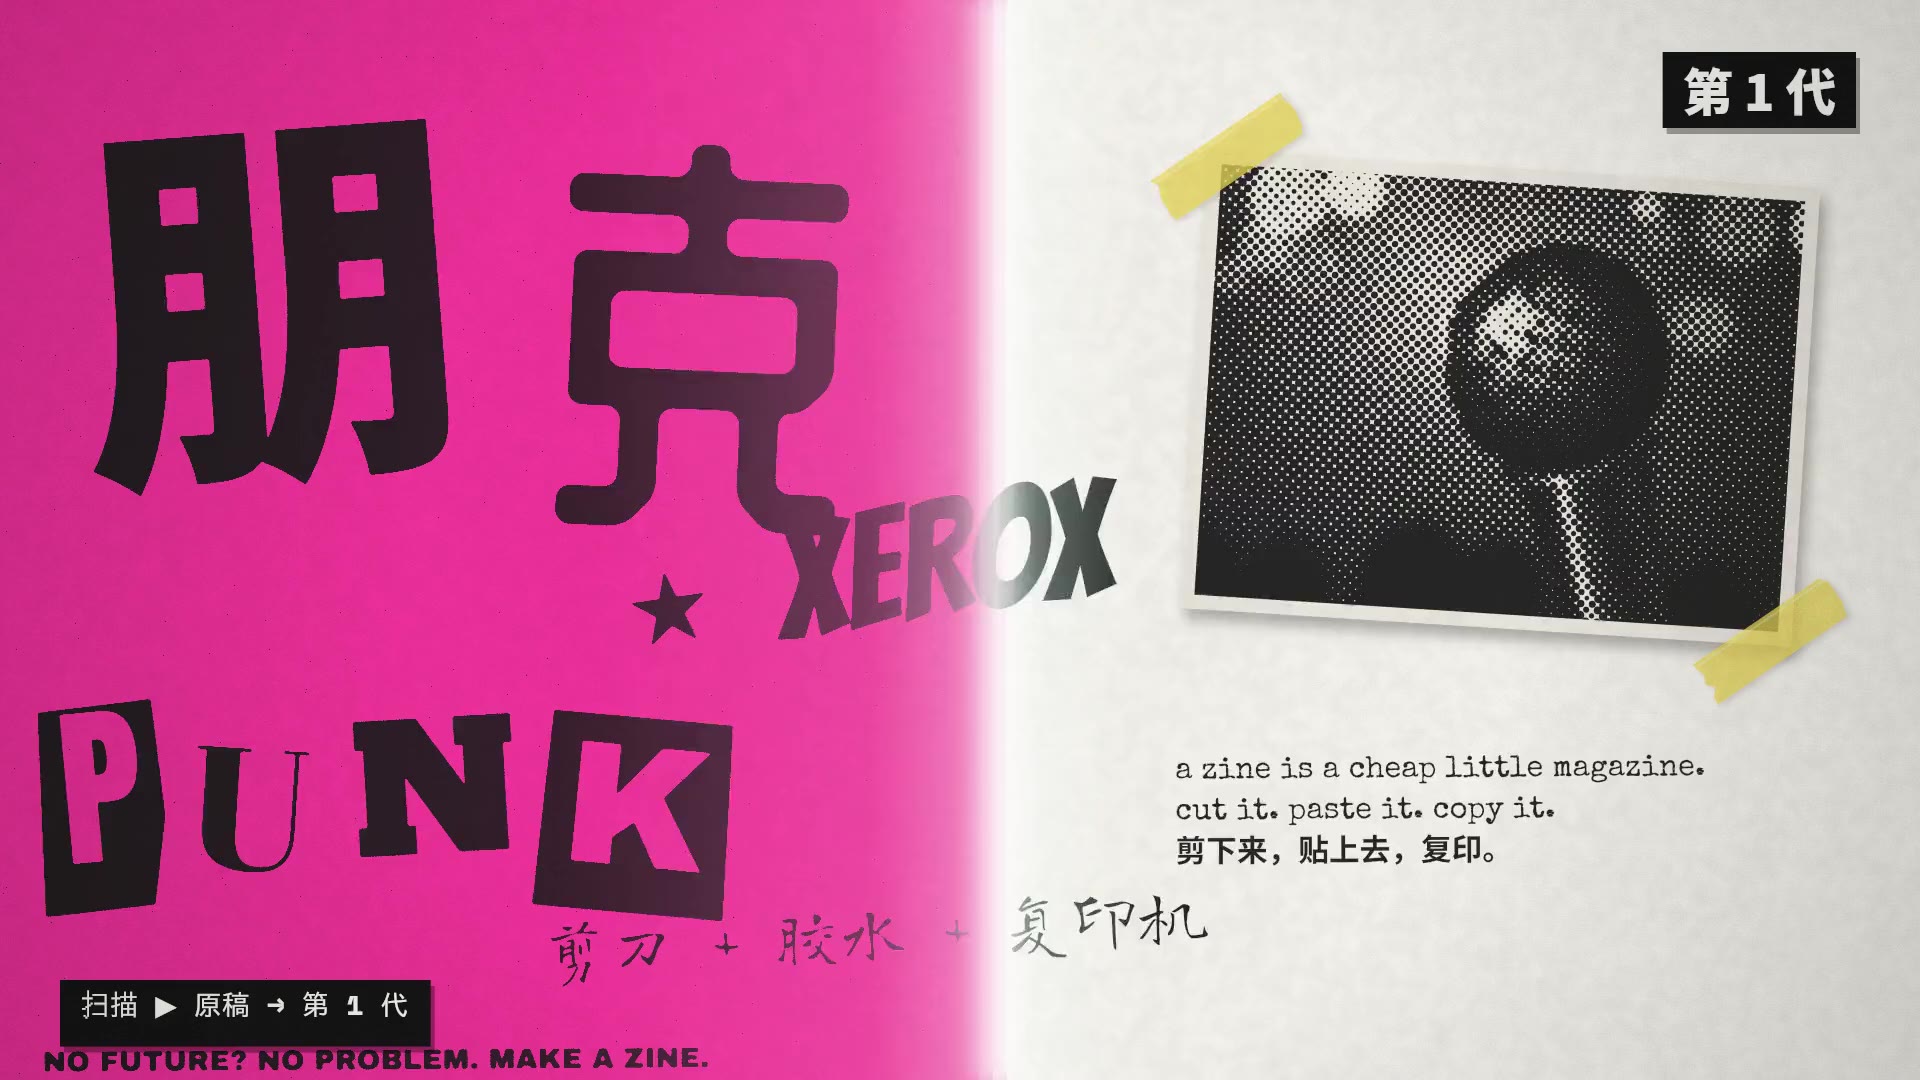 第1代
朋克
XEROX
PUNK
a zine is a cheap little magazine.
cut it. paste it. copy it.
剪下来，贴上去，复印。
剪刀 + 胶水 + 复印机
扫描 ▶ 原稿 → 第 1 代
NO FUTURE? NO PROBLEM. MAKE A ZINE.